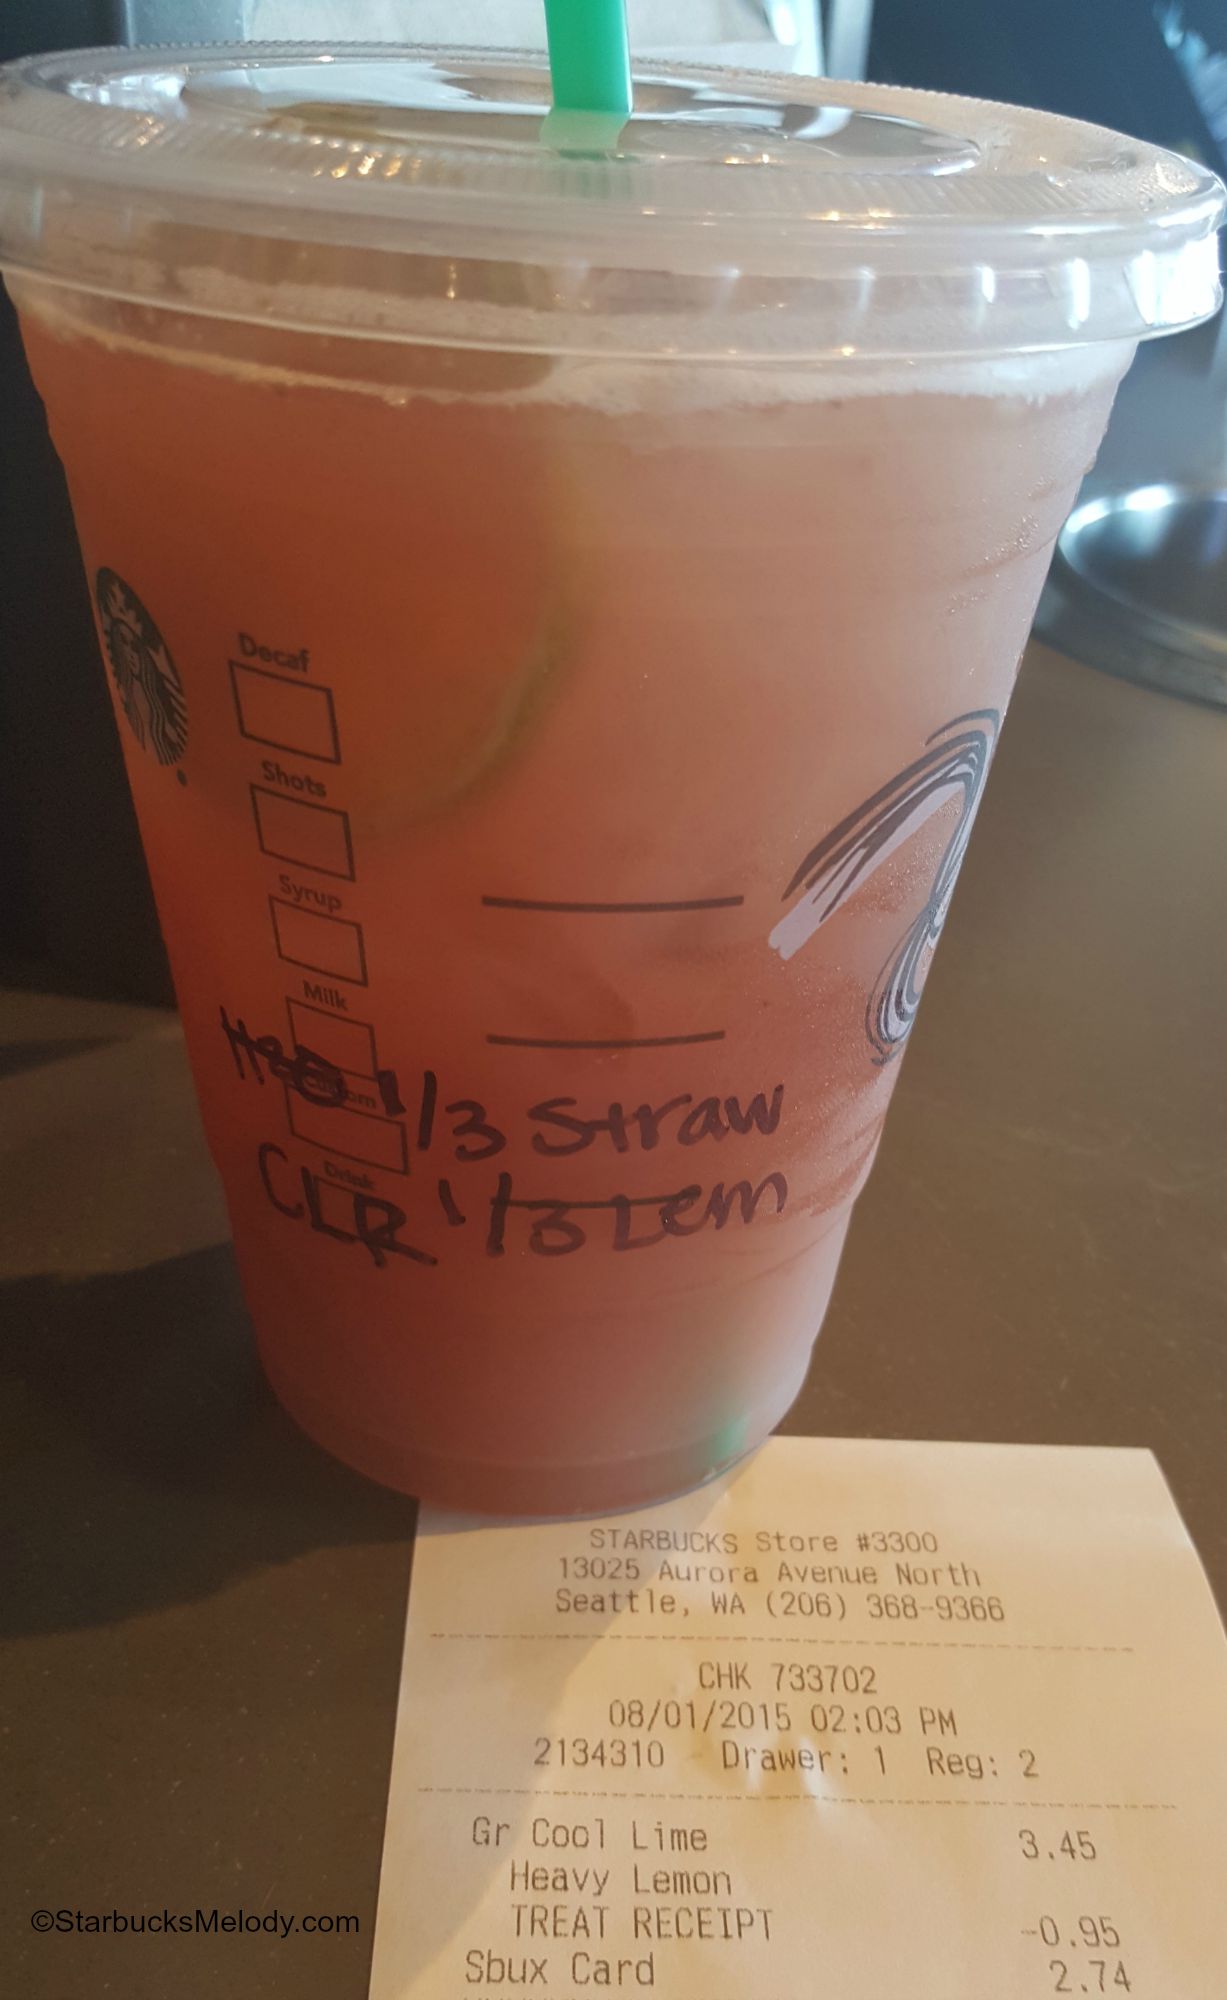 Decaf
Shots
Syrup
Milk
Custom
1/3 Straw
Drink
CLR 1/3 Lem
STARBUCKS Store #3300
13025 Aurora Avenue North
Seattle, WA (206) 368-9366
CHK 733702
08/01/2015 02:03 PM
2134310 Drawer: 1 Reg: 2
Gr Cool Lime 3.45
Heavy Lemon
TREAT RECEIPT -0.95
Sbux Card 2.74
©StarbucksMelody.com